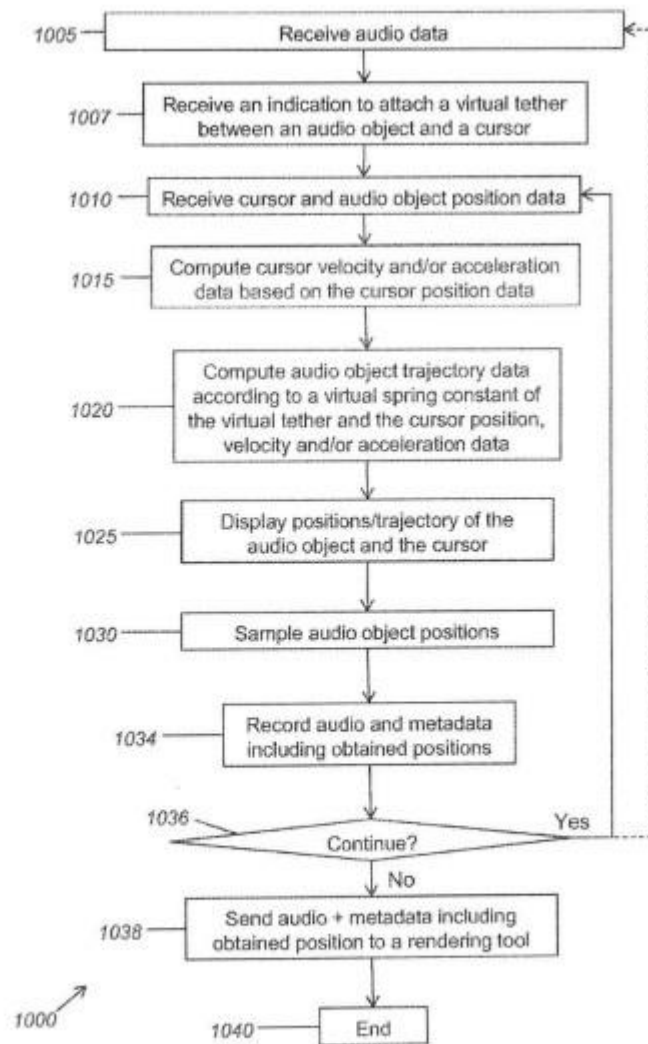 1005
Receive audio data
1007
Receive an indication to attach a virtual tether
between an audio object and a cursor
1010
Receive cursor and audio object position data
1015
Compute cursor velocity and/or acceleration
data based on the cursor position data
1020
Compute audio object trajectory data
according to a virtual spring constant of
the virtual tether and the cursor position,
velocity and/or acceleration data
1025
Display positions/trajectory of the
audio object and the cursor
1030
Sample audio object positions
1034
Record audio and metadata
including obtained positions
1036
Continue?
Yes
No
1038
Send audio + metadata including
obtained position to a rendering tool
1000
1040
End